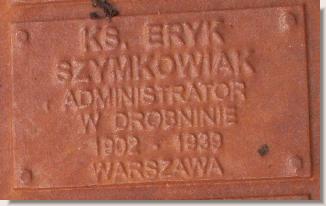 KS. ERYK
SZYMKOWIAK
ADMINISTRATOR
W DROBNINIE
1902 - 1939
WARSZAWA